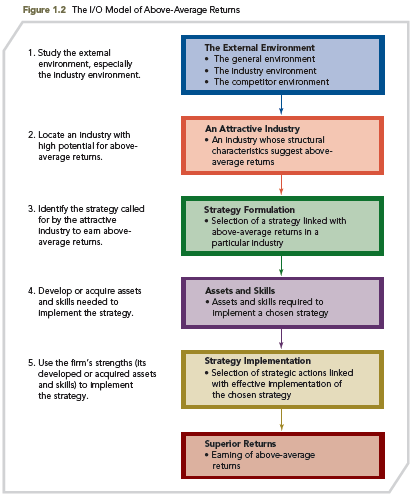 Figure 1.2 The I/O Model of Above-Average Returns
1. Study the external
environment, especially
the industry environment.
The External Environment
• The general environment
• The industry environment
• The competitor environment
2. Locate an industry with
high potential for above-
average returns.
An Attractive Industry
• An industry whose structural
characteristics suggest above-
average returns
3. Identify the strategy called
for by the attractive
industry to earn above-
average returns.
Strategy Formulation
• Selection of a strategy linked with
above-average returns in a
particular industry
4. Develop or acquire assets
and skills needed to
implement the strategy.
Assets and Skills
• Assets and skills required to
implement a chosen strategy
5. Use the firm's strengths (its
developed or acquired assets
and skills) to implement
the strategy.
Strategy Implementation
• Selection of strategic actions linked
with effective implementation of
the chosen strategy
Superior Returns
• Earning of above-average
returns